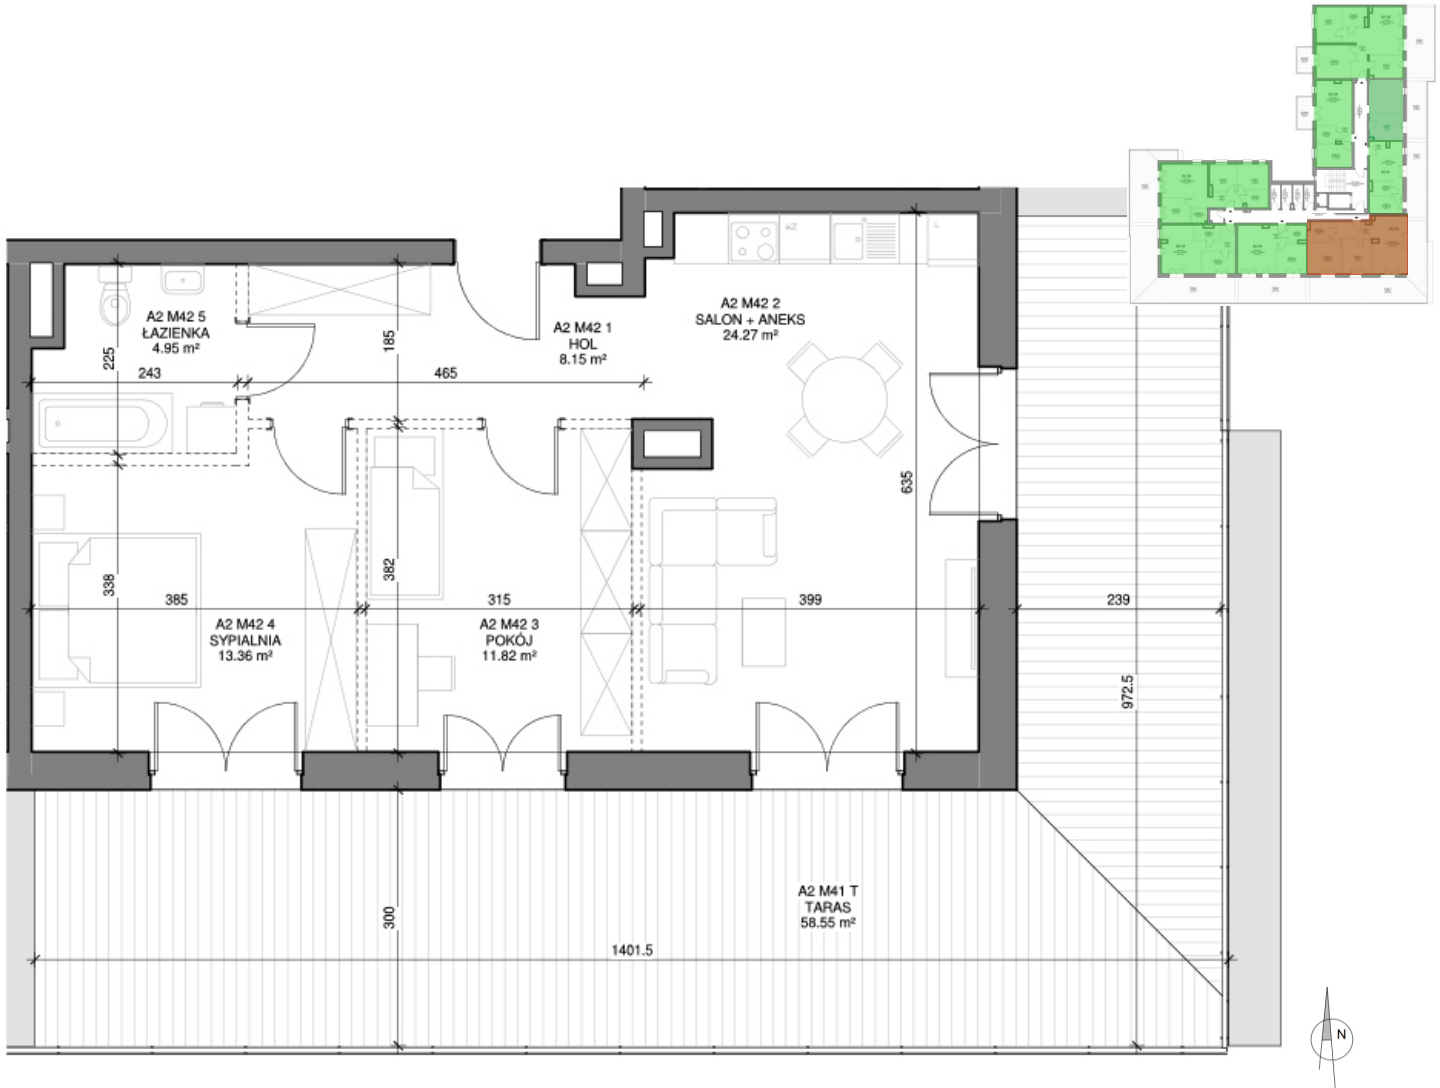 WZ
L
A2 M42 5
ŁAZIENKA
4.95 m²
A2 M42 1
HOL
8.15 m²
A2 M42 2
SALON + ANEKS
24.27 m²
225
243
185
465
635
338
385
382
315
399
239
A2 M42 4
SYPIALNIA
13.36 m²
A2 M42 3
POKÓJ
11.82 m²
972.5
A2 M41 T
TARAS
58.55 m²
300
1401.5
N